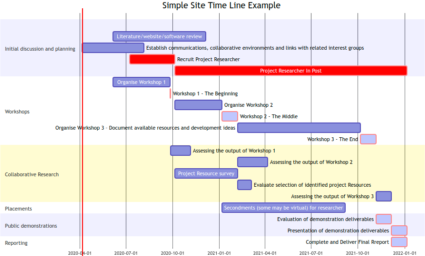 Simple Site Time Line Example
Initial discussion and planning
Literature/website/software review
Establish communications, collaborative environments and links with related interest groups
Recruit Project Researcher
Project Researcher In Post
Workshops
Organise Workshop 1
Workshop 1 - The Beginning
Organise Workshop 2
Workshop 2 - The Middle
Organise Workshop 3 - Document available resources and development ideas
Workshop 3 - The End
Collaborative Research
Assessing the output of Workshop 1
Assessing the output of Workshop 2
Project Resource survey
Evaluate selection of identified project Resources
Assessing the output of Workshop 3
Placements
Secondments (some may be virtual) for researcher
Public demonstrations
Evaluation of demonstration deliverables
Presentation of demonstration deliverables
Reporting
Complete and Deliver Final Rreport
2020-04-01 2020-07-01 2020-10-01 2021-01-01 2021-04-01 2021-07-01 2021-10-01 2022-01-01